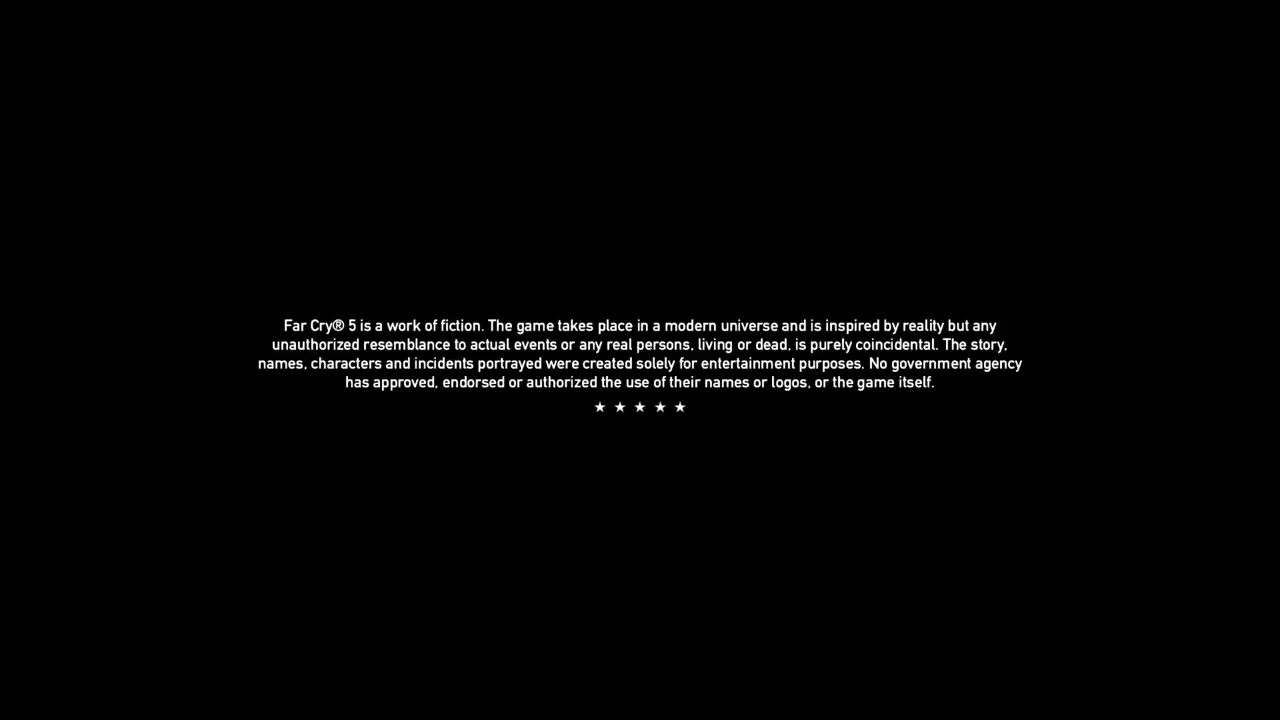 Far Cry® 5 is a work of fiction. The game takes place in a modern universe and is inspired by reality but any
unauthorized resemblance to actual events or any real persons, living or dead, is purely coincidental. The story,
names, characters and incidents portrayed were created solely for entertainment purposes. No government agency
has approved, endorsed or authorized the use of their names or logos, or the game itself.
★ ★ ★ ★ ★